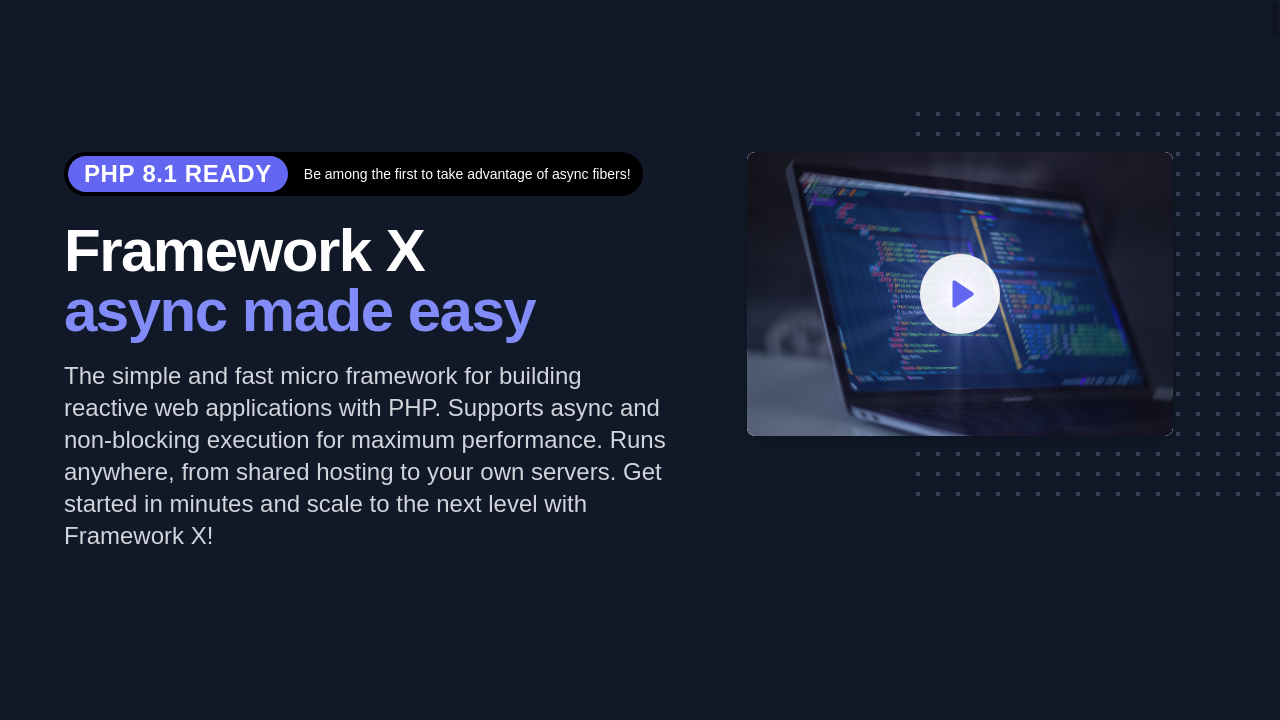 PHP 8.1 READY Be among the first to take advantage of async fibers!
Framework X
async made easy
The simple and fast micro framework for building
reactive web applications with PHP. Supports async and
non-blocking execution for maximum performance. Runs
anywhere, from shared hosting to your own servers. Get
started in minutes and scale to the next level with
Framework X!